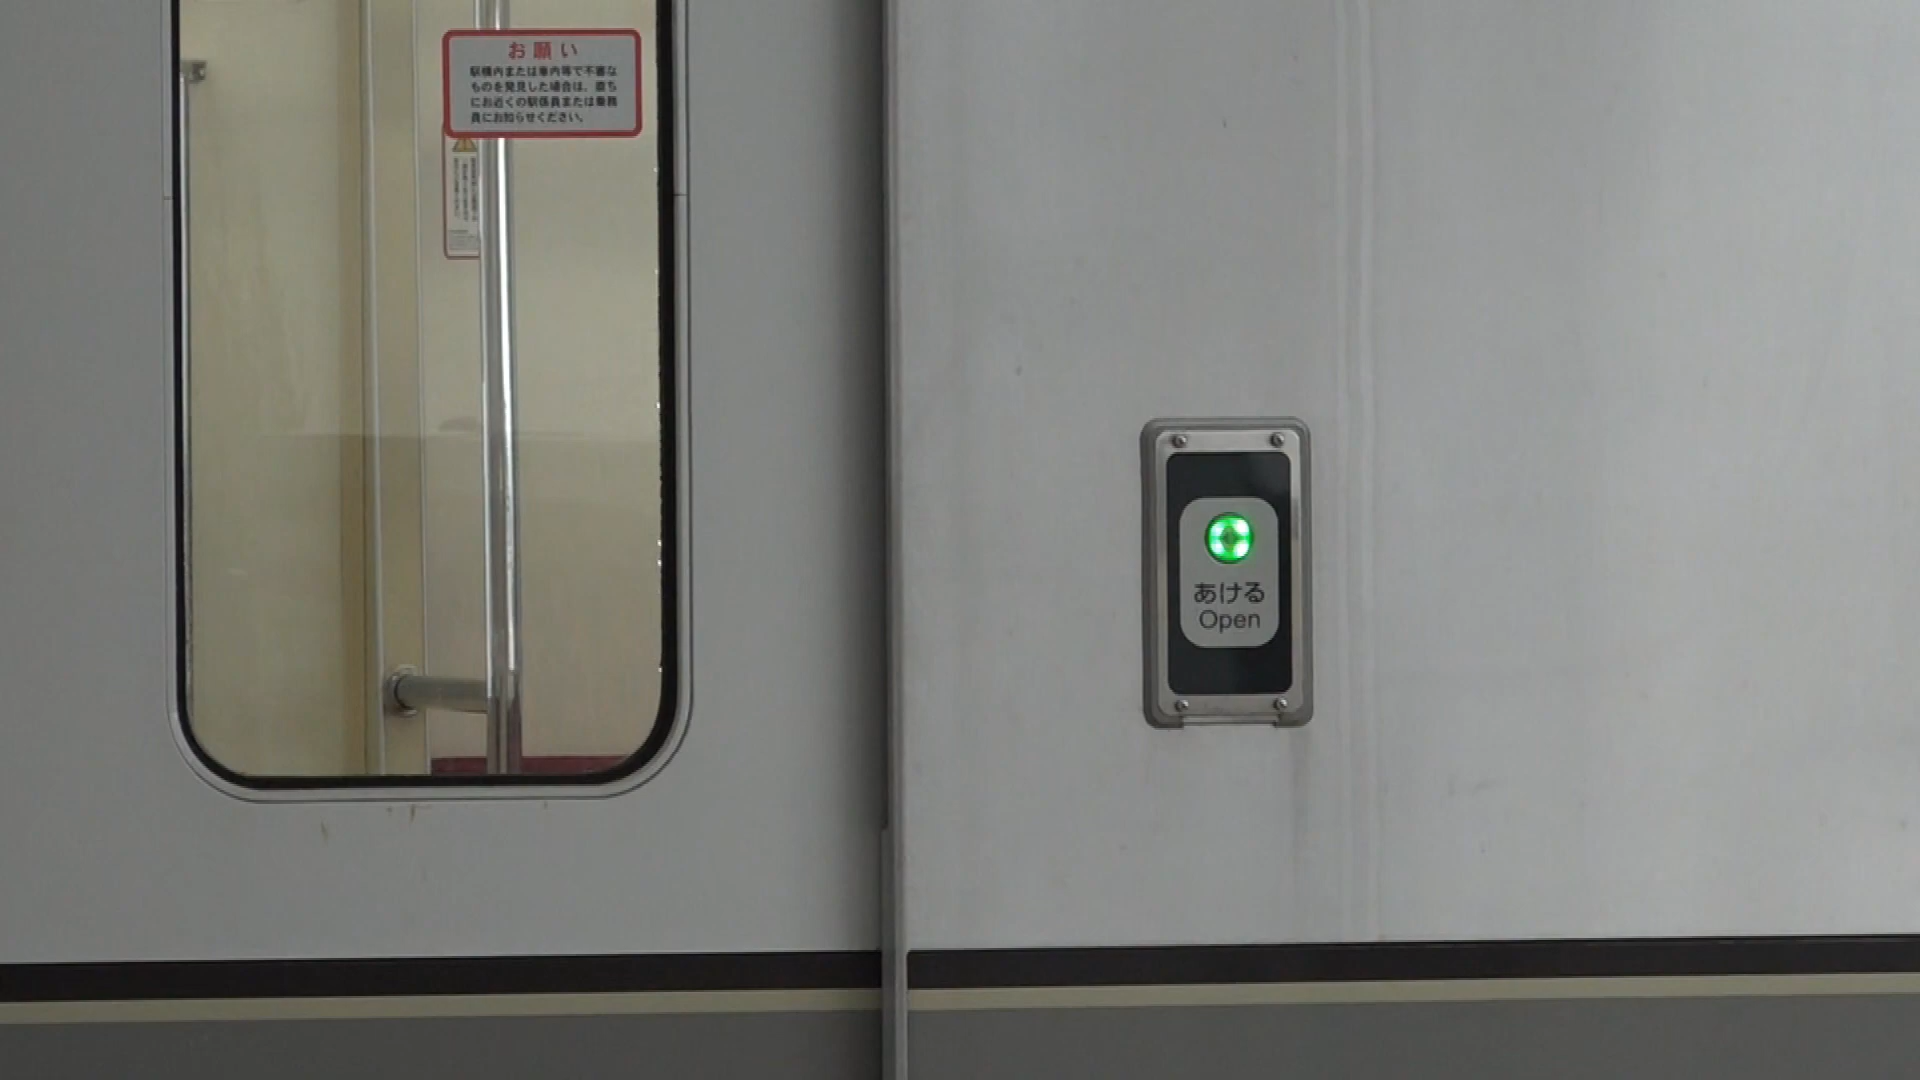 お願い
駅構内または車内等で不審な
ものを発見した場合は、直ち
にお近くの駅係員または乗務
員にお知らせください。
あける
Open